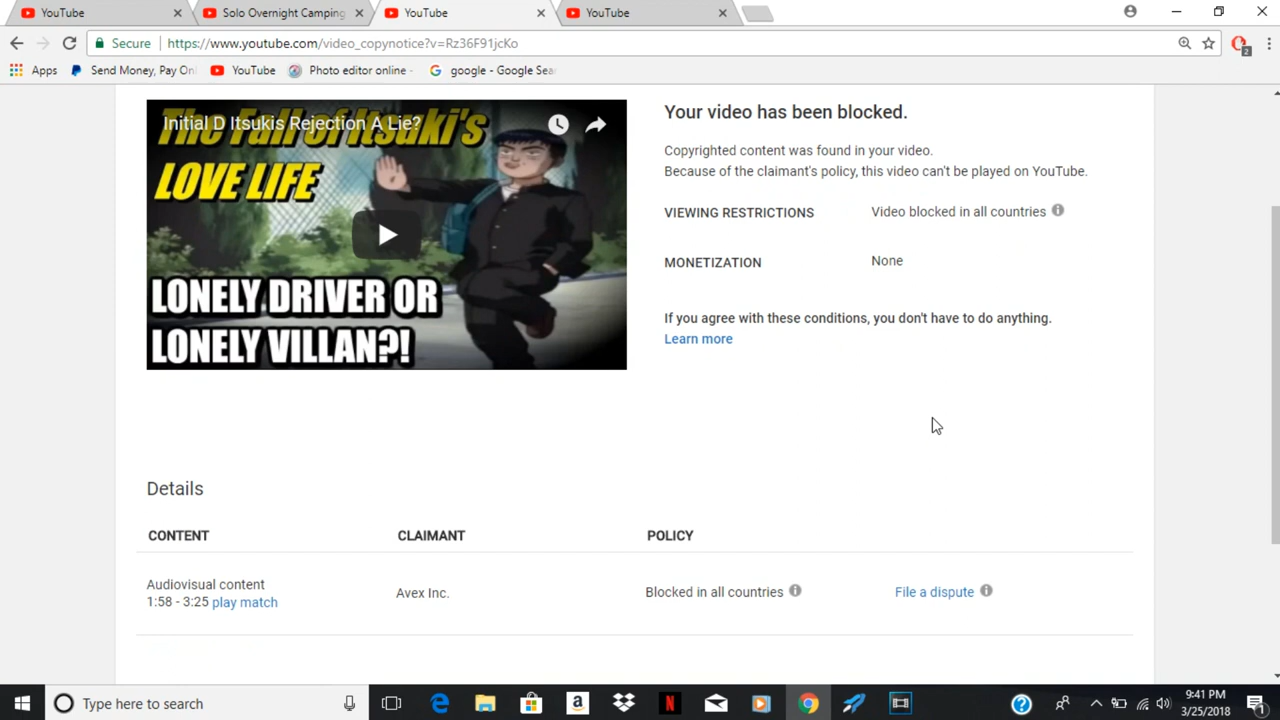 YouTube
Solo Overnight Camping
YouTube
YouTube
Secure
https://www.youtube.com/video_copynotice?v=Rz36F91jcKo
2
Apps
Send Money, Pay Onl
YouTube
Photo editor online -
google - Google Sea
The Fall of Itsuki's
Initial D Itsukis Rejection A Lie?
LOVE LIFE
LONELY DRIVER OR
LONELY VILLAN?!
Your video has been blocked.
Copyrighted content was found in your video.
Because of the claimant's policy, this video can't be played on YouTube.
VIEWING RESTRICTIONS Video blocked in all countries
MONETIZATION None
If you agree with these conditions, you don't have to do anything.
Learn more
Details
CONTENT CLAIMANT POLICY
Audiovisual content
1:58 - 3:25 play match
Avex Inc.
Blocked in all countries
File a dispute
Type here to search
9:41 PM
3/25/2018
1